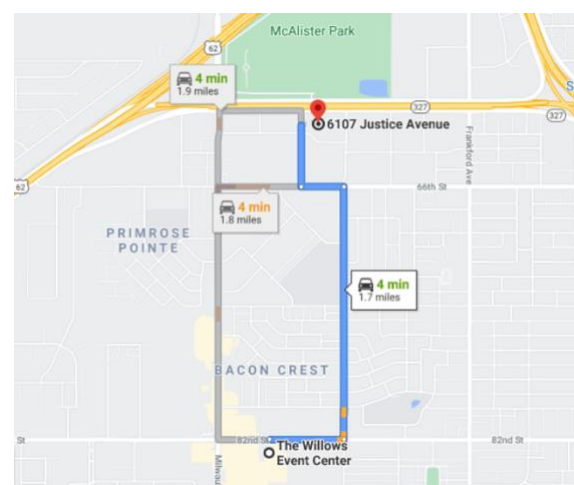 McAlister Park
62
4 min
1.9 miles
327
6107 Justice Avenue
327
S
Frankford Ave
62
66th St
4 min
1.8 miles
PRIMROSE
POINTE
4 min
1.7 miles
BACON CREST
St
82nd St
82nd St
The Willows
Event Center
Milwau